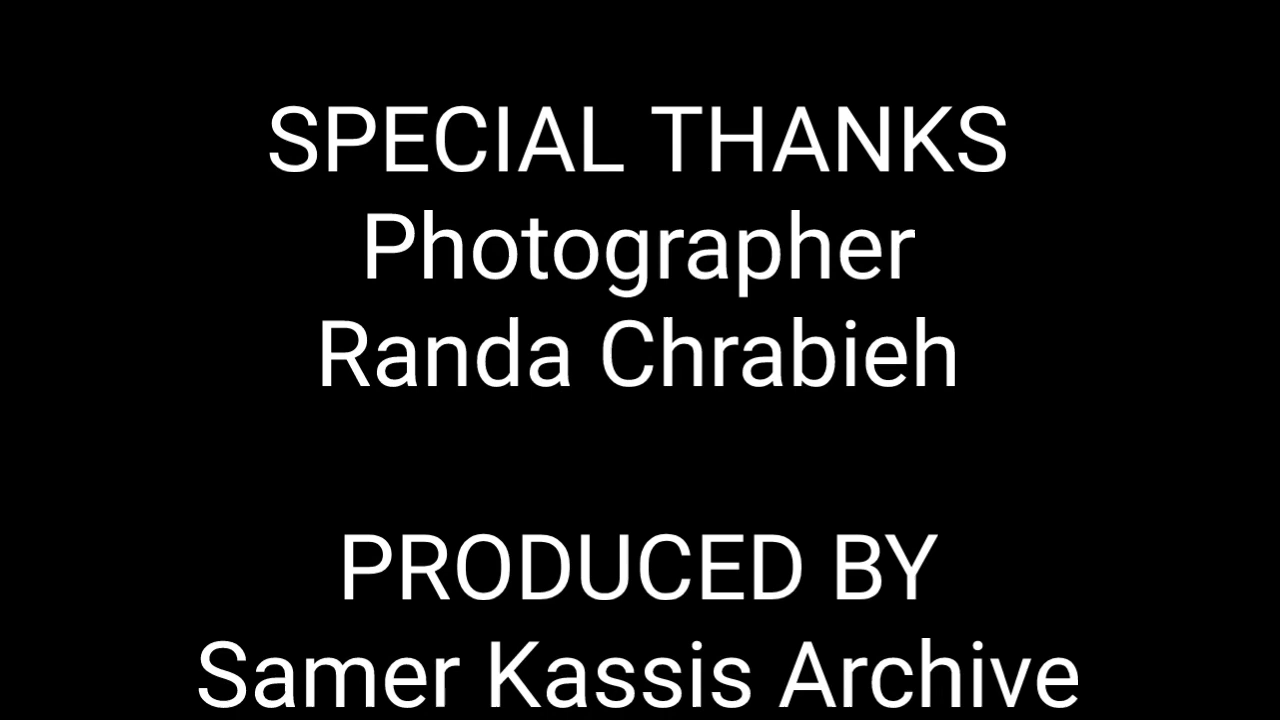 SPECIAL THANKS
Photographer
Randa Chrabieh
PRODUCED BY
Samer Kassis Archive